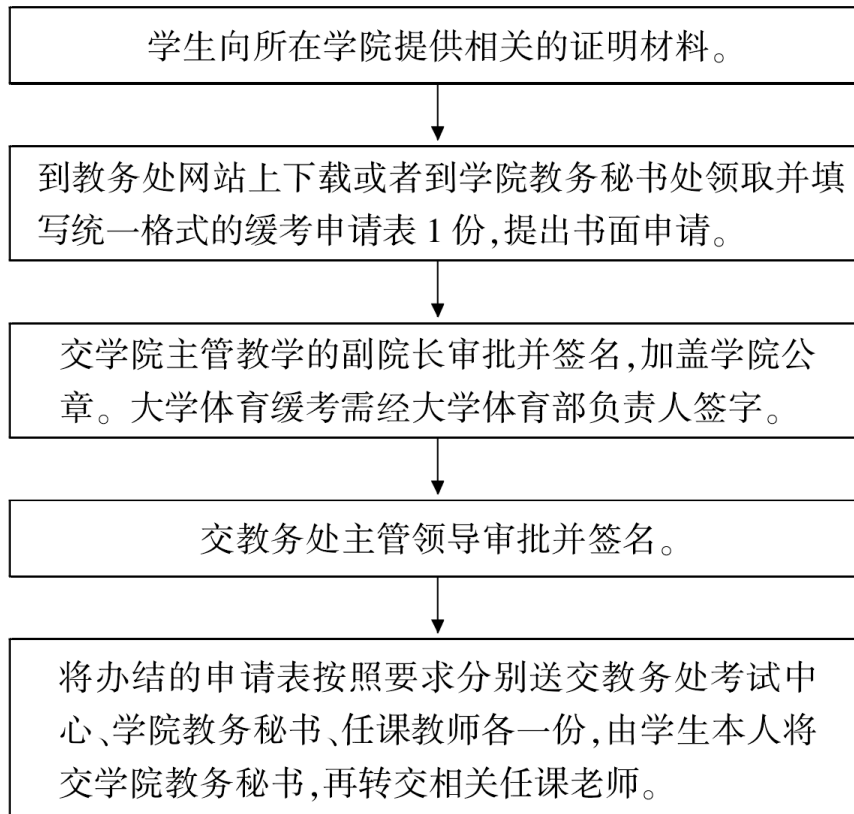 学生向所在学院提供相关的证明材料。
到教务处网站上下载或者到学院教务秘书处领取并填
写统一格式的缓考申请表1份,提出书面申请。
交学院主管教学的副院长审批并签名,加盖学院公
章。大学体育缓考需经大学体育部负责人签字。
交教务处主管领导审批并签名。
将办结的申请表按照要求分别送交教务处考试中
心、学院教务秘书、任课教师各一份,由学生本人将
交学院教务秘书,再转交相关任课老师。